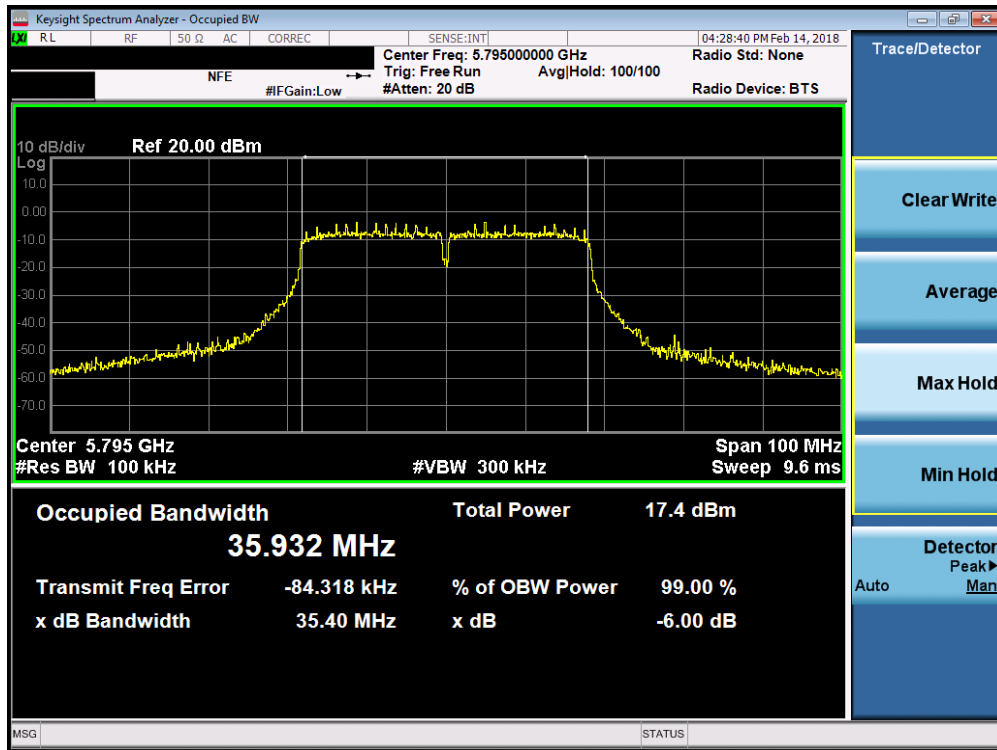 Keysight Spectrum Analyzer - Occupied BW
LXI RL RF 50 Ω AC CORREC SENSE:INT 04:28:40 PM Feb 14, 2018
Center Freq: 5.795000000 GHz Radio Std: None
NFE Trig: Free Run Avg|Hold: 100/100
#IFGain:Low #Atten: 20 dB Radio Device: BTS
10 dB/div Ref 20.00 dBm
Log
10.0
0.00
-10.0
-20.0
-30.0
-40.0
-50.0
-60.0
-70.0
Center 5.795 GHz Span 100 MHz
#Res BW 100 kHz #VBW 300 kHz Sweep 9.6 ms
Occupied Bandwidth Total Power 17.4 dBm
35.932 MHz
Transmit Freq Error -84.318 kHz % of OBW Power 99.00 %
x dB Bandwidth 35.40 MHz x dB -6.00 dB
MSG STATUS
Trace/Detector
Clear Write
Average
Max Hold
Min Hold
Detector
Peak▶
Auto Man